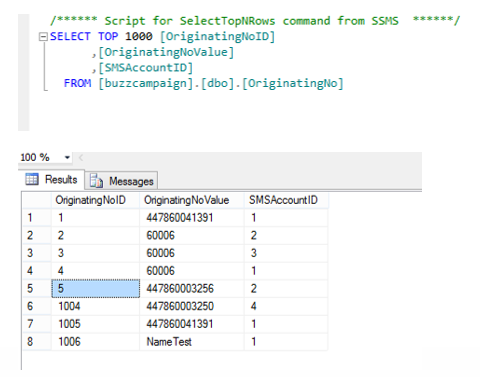 /****** Script for SelectTopNRows command from SSMS ******/
SELECT TOP 1000 [OriginatingNoID]
,[OriginatingNoValue]
,[SMSAccountID]
FROM [buzzcampaign].[dbo].[OriginatingNo]
100 %
Results Messages
OriginatingNoID OriginatingNoValue SMSAccountID
1 1 447860041391 1
2 2 60006 2
3 3 60006 3
4 4 60006 1
5 5 447860003256 2
6 1004 447860003250 4
7 1005 447860041391 1
8 1006 NameTest 1